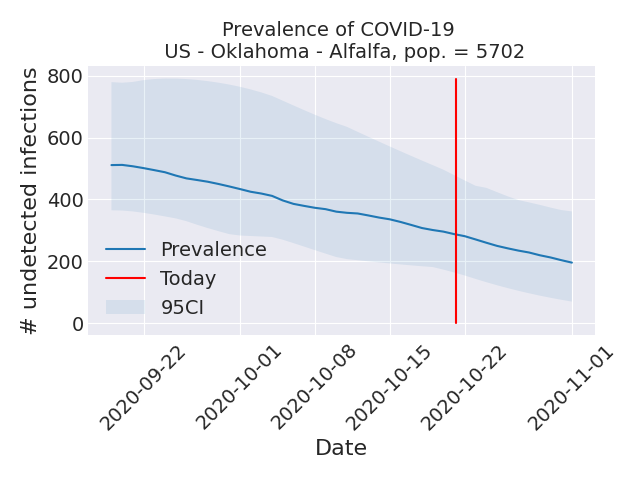 Prevalence of COVID-19
US - Oklahoma - Alfalfa, pop. = 5702
# undetected infections
800
600
400
200
0
Prevalence
Today
95CI
2020-09-22
2020-10-01
2020-10-08
2020-10-15
2020-10-22
2020-11-01
Date